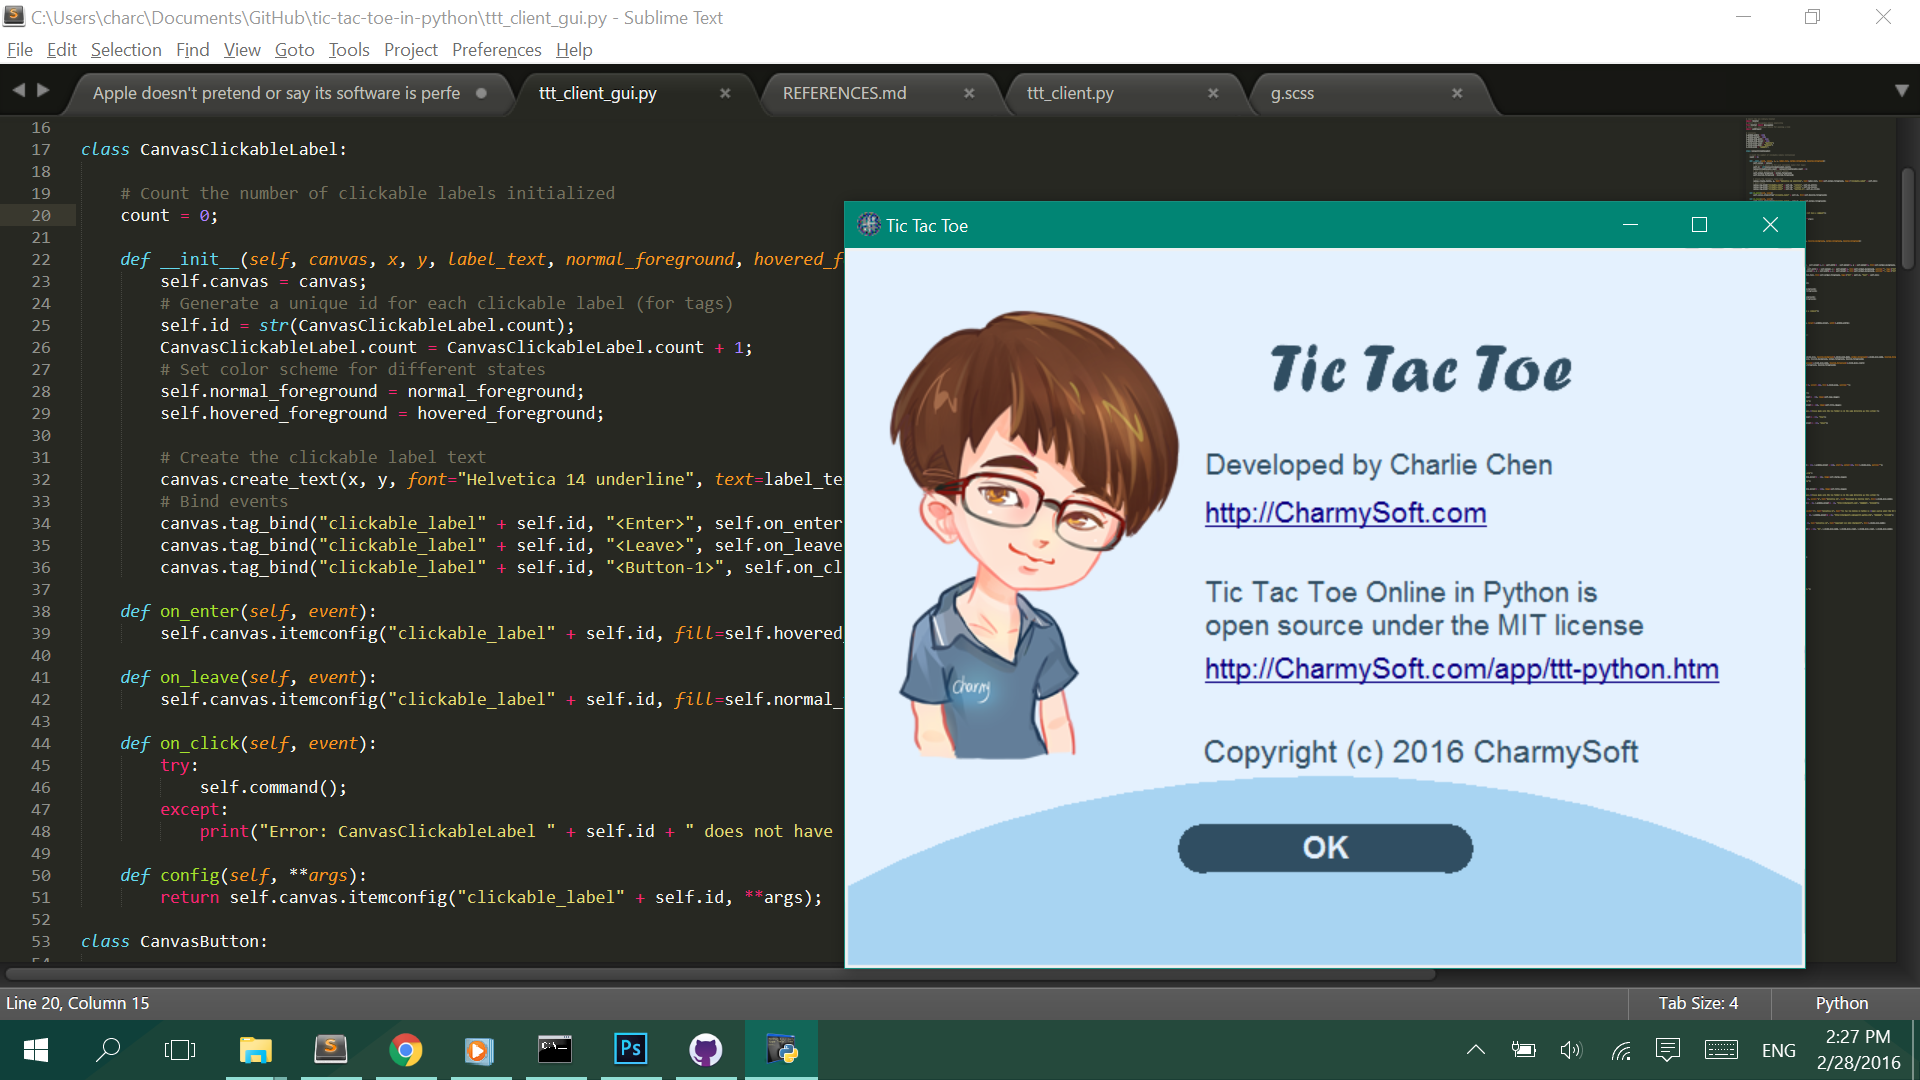 C:\Users\charc\Documents\GitHub\tic-tac-toe-in-python\ttt_client_gui.py - Sublime Text
File Edit Selection Find View Goto Tools Project Preferences Help
Apple doesn't pretend or say its software is perfe
ttt_client_gui.py
REFERENCES.md
ttt_client.py
g.scss
16
17 class CanvasClickableLabel:
18
19 # Count the number of clickable labels initialized
20 count = 0;
21
22 def __init__(self, canvas, x, y, label_text, normal_foreground, hovered_f
23 self.canvas = canvas;
24 # Generate a unique id for each clickable label (for tags)
25 self.id = str(CanvasClickableLabel.count);
26 CanvasClickableLabel.count = CanvasClickableLabel.count + 1;
27 # Set color scheme for different states
28 self.normal_foreground = normal_foreground;
29 self.hovered_foreground = hovered_foreground;
30
31 # Create the clickable label text
32 canvas.create_text(x, y, font="Helvetica 14 underline", text=label_te
33 # Bind events
34 canvas.tag_bind("clickable_label" + self.id, "<Enter>", self.on_enter
35 canvas.tag_bind("clickable_label" + self.id, "<Leave>", self.on_leave
36 canvas.tag_bind("clickable_label" + self.id, "<Button-1>", self.on_cl
37
38 def on_enter(self, event):
39 self.canvas.itemconfig("clickable_label" + self.id, fill=self.hovered_
40
41 def on_leave(self, event):
42 self.canvas.itemconfig("clickable_label" + self.id, fill=self.normal_
43
44 def on_click(self, event):
45 try:
46 self.command();
47 except:
48 print("Error: CanvasClickableLabel " + self.id + " does not have
49
50 def config(self, **args):
51 return self.canvas.itemconfig("clickable_label" + self.id, **args);
52
53 class CanvasButton:
54
Tic Tac Toe
Tic Tac Toe
Developed by Charlie Chen
http://CharmySoft.com
Tic Tac Toe Online in Python is
open source under the MIT license
http://CharmySoft.com/app/ttt-python.htm
Copyright (c) 2016 CharmySoft
OK
Charmy
Line 20, Column 15
Tab Size: 4
Python
Ps
ENG
2:27 PM
2/28/2016